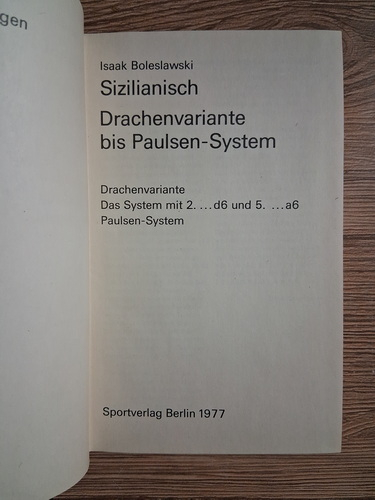 gen
Isaak Boleslawski
Sizilianisch
Drachenvariante
bis Paulsen-System
Drachenvariante
Das System mit 2. ...d6 und 5. ...a6
Paulsen-System
Sportverlag Berlin 1977